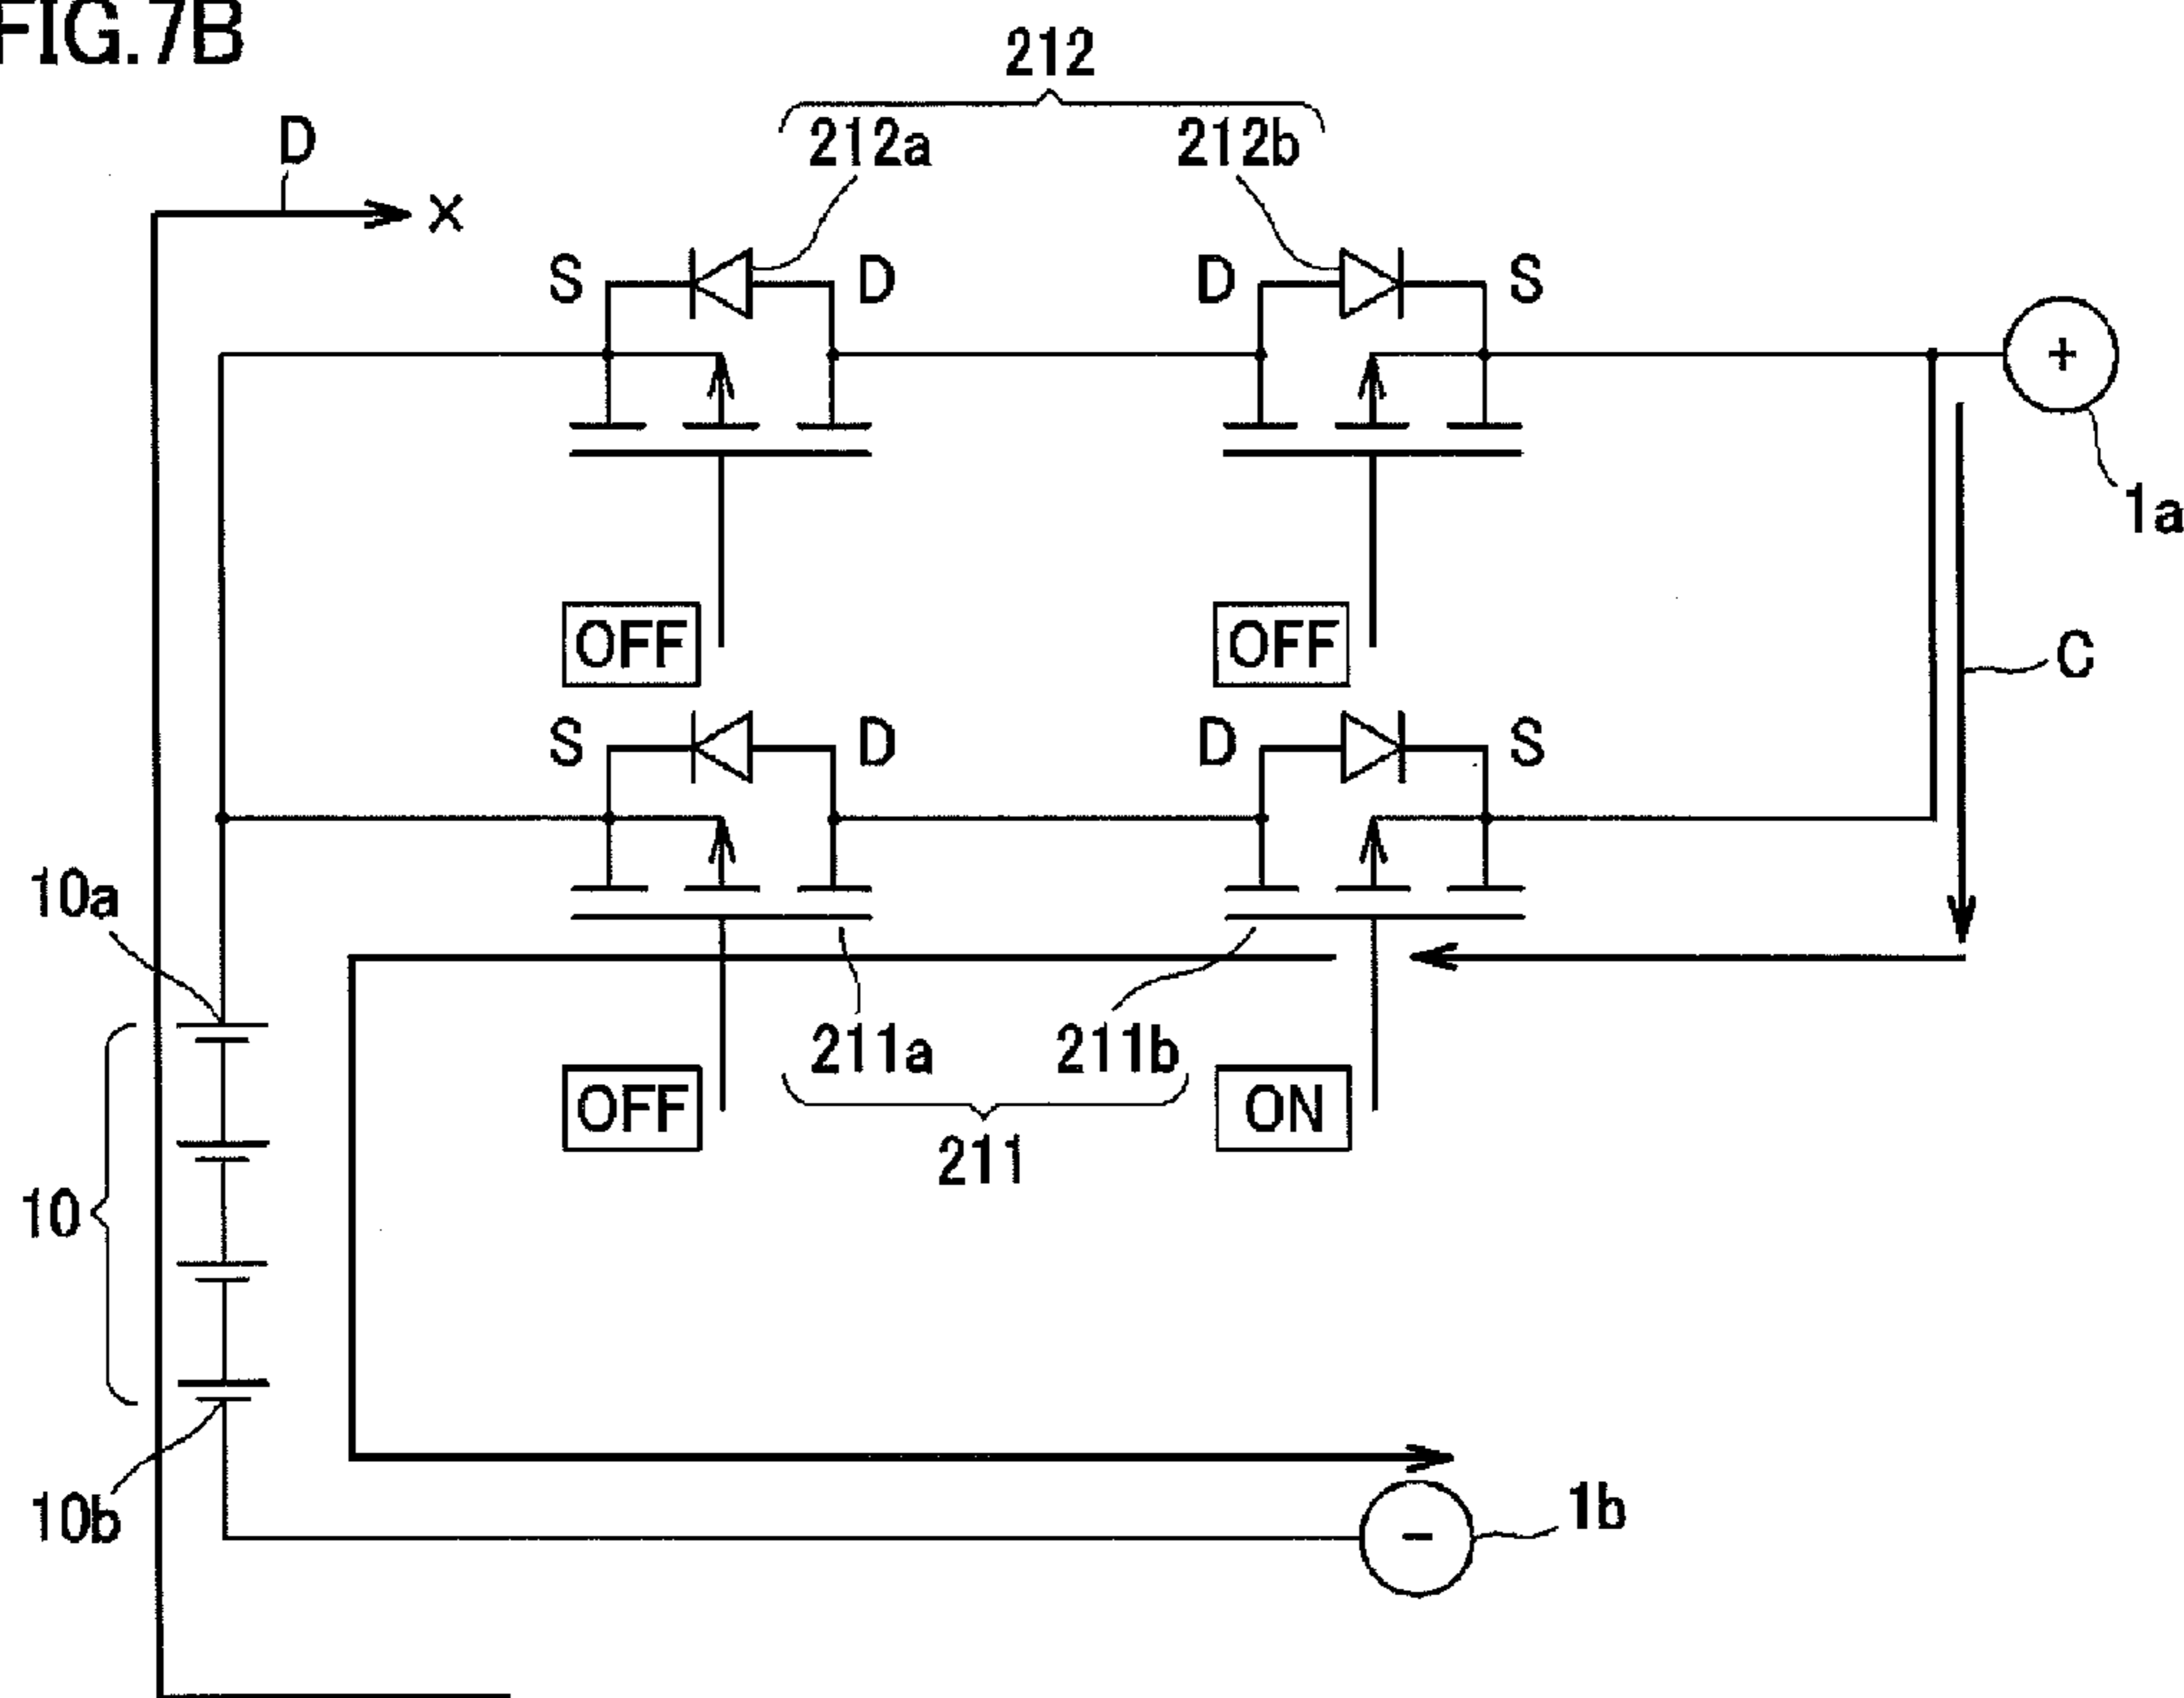 FIG.7B
212
212a 212b
D
X
S D D S
+
1a
OFF OFF
C
S D D S
10a
211a 211b
OFF ON
211
10
10b
-
1b